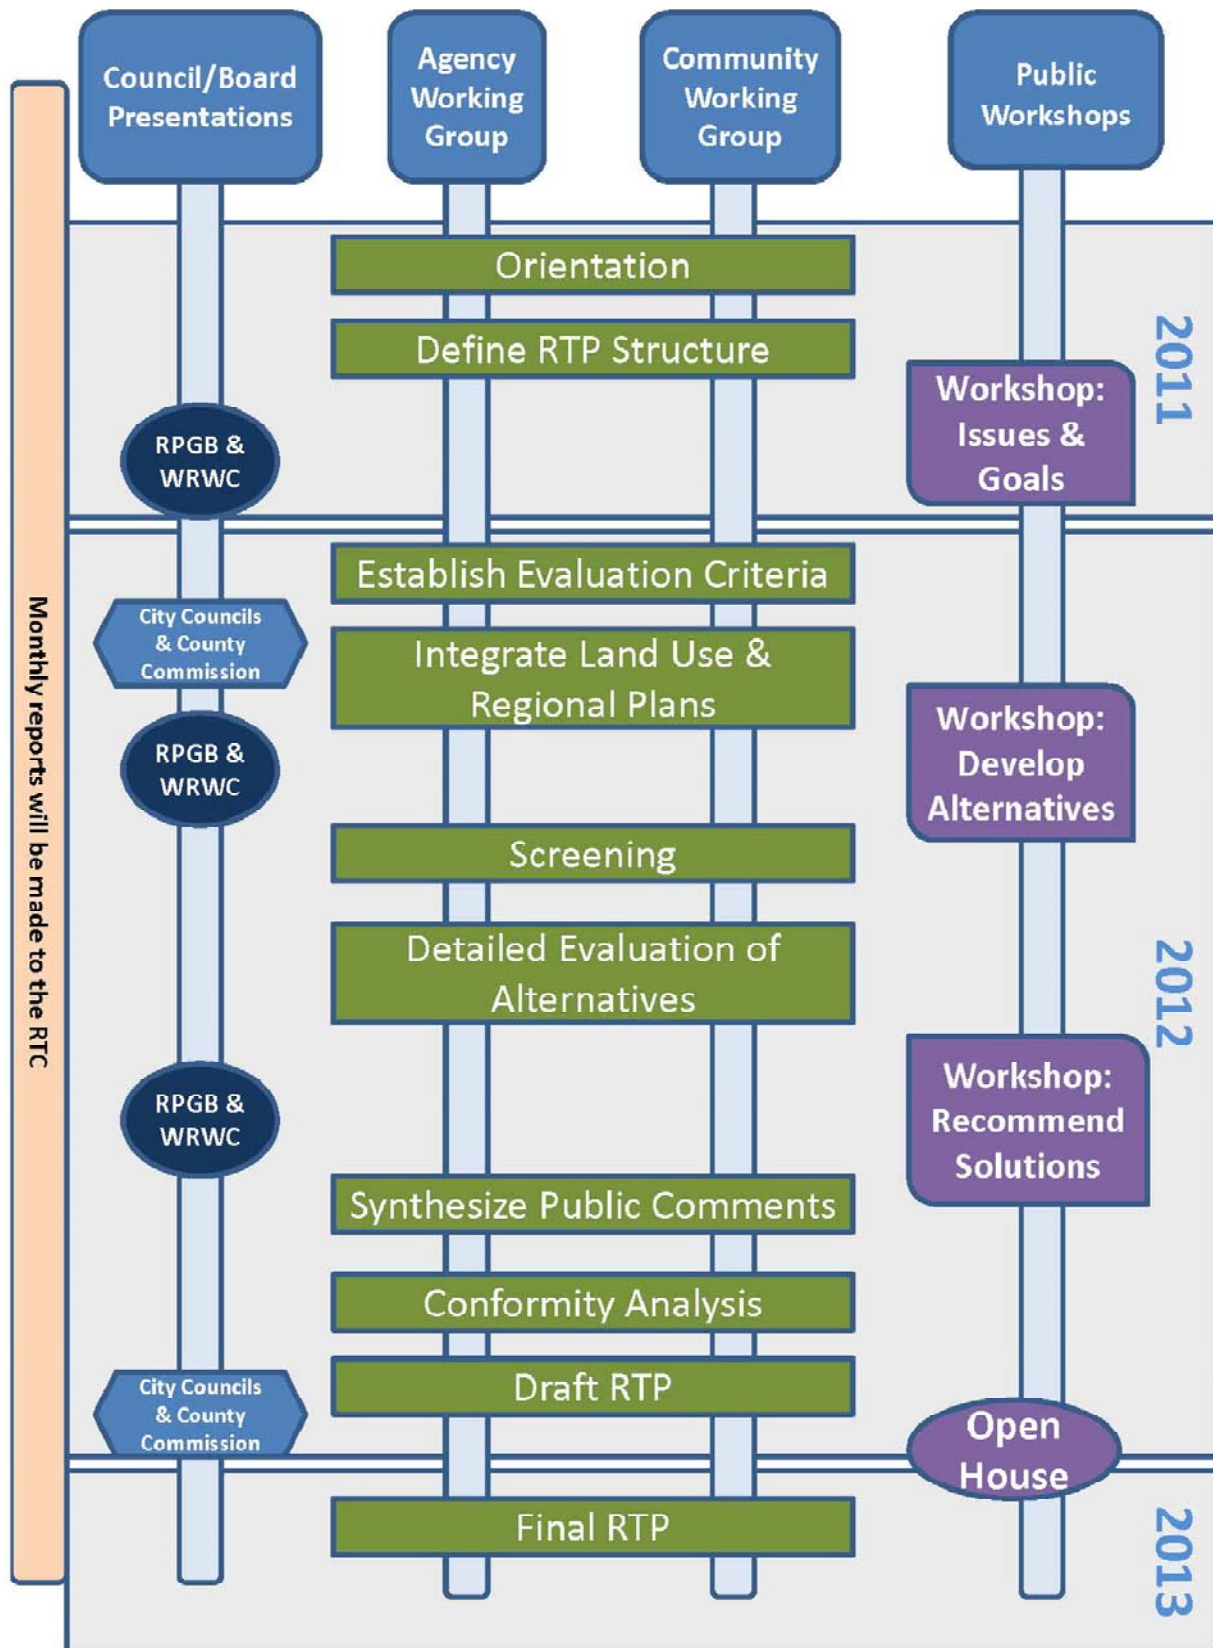 Council/Board
Presentations
Agency
Working
Group
Community
Working
Group
Public
Workshops
Monthly reports will be made to the RTC
2011
Orientation
Define RTP Structure
Workshop:
Issues &
Goals
RPGB &
WRWC
2012
Establish Evaluation Criteria
City Councils
& County
Commission
Integrate Land Use &
Regional Plans
RPGB &
WRWC
Workshop:
Develop
Alternatives
Screening
Detailed Evaluation of
Alternatives
RPGB &
WRWC
Workshop:
Recommend
Solutions
Synthesize Public Comments
Conformity Analysis
Draft RTP
City Councils
& County
Commission
Open
House
2013
Final RTP